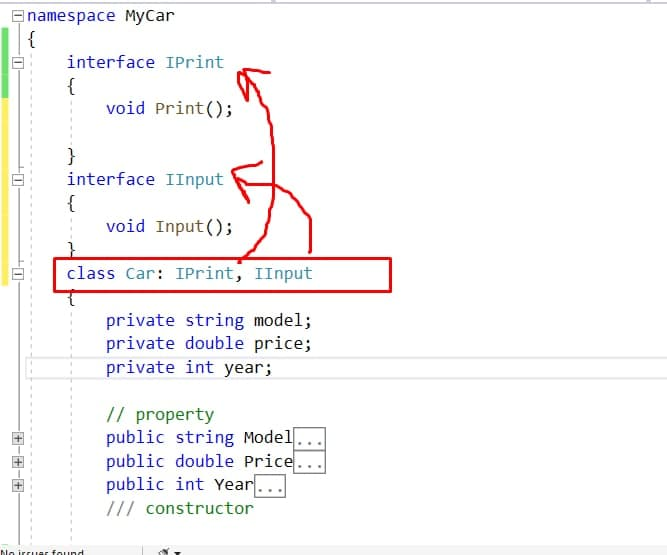 namespace MyCar
{
interface IPrint
{
void Print();
}
interface IInput
{
void Input();
}
class Car: IPrint, IInput
{
private string model;
private double price;
private int year;
// property
public string Model...
public double Price...
public int Year...
/// constructor
No issues found